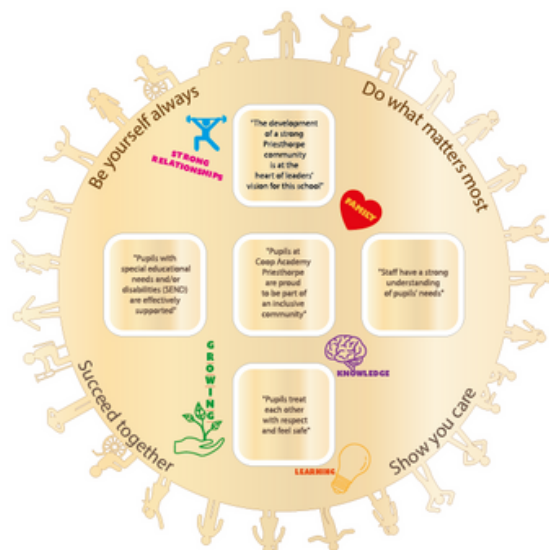 Be yourself always
Do what matters most
STRONG
RELATIONSHIPS
"The development
of a strong
Priesthorpe
community
is at the
heart of leaders'
vision for this school"
FAMILY
"Pupils with
special educational
needs and/or
disabilities (SEND)
are effectively
supported"
"Pupils at
Coop Academy
Priesthorpe
are proud
to be part of
an inclusive
community"
"Staff have a strong
understanding
of pupils' needs"
GROWING
KNOWLEDGE
"Pupils treat
each other
with respect
and feel safe"
LEARNING
Succeed together
Show you care